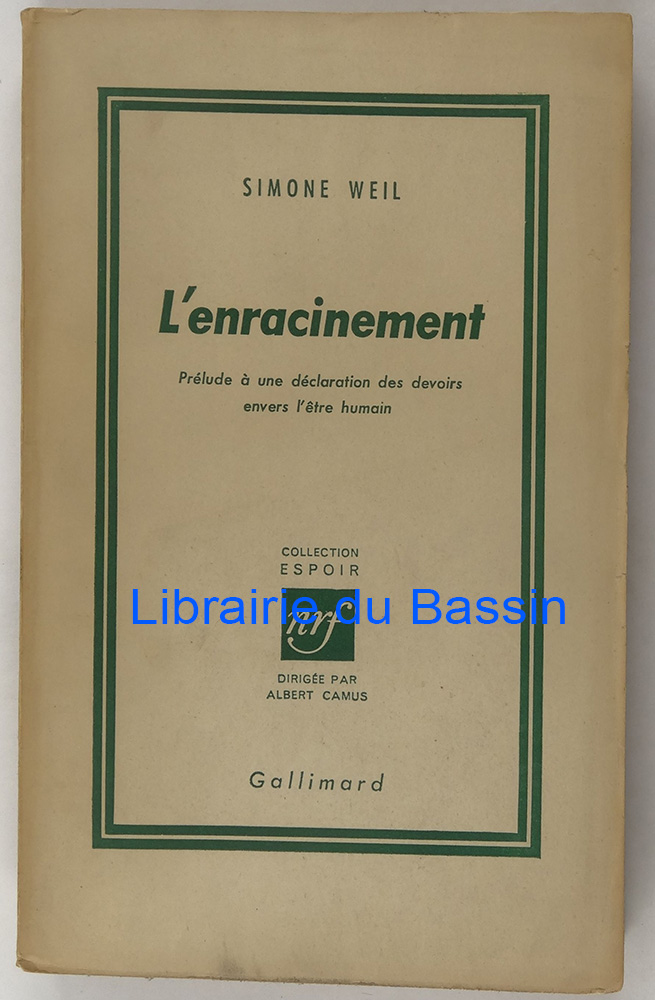 SIMONE WEIL
L'enracinement
Prélude à une déclaration des devoirs
envers l'être humain
COLLECTION
ESPOIR
Librairie du Bassin
nrf
DIRIGÉE PAR
ALBERT CAMUS
Gallimard